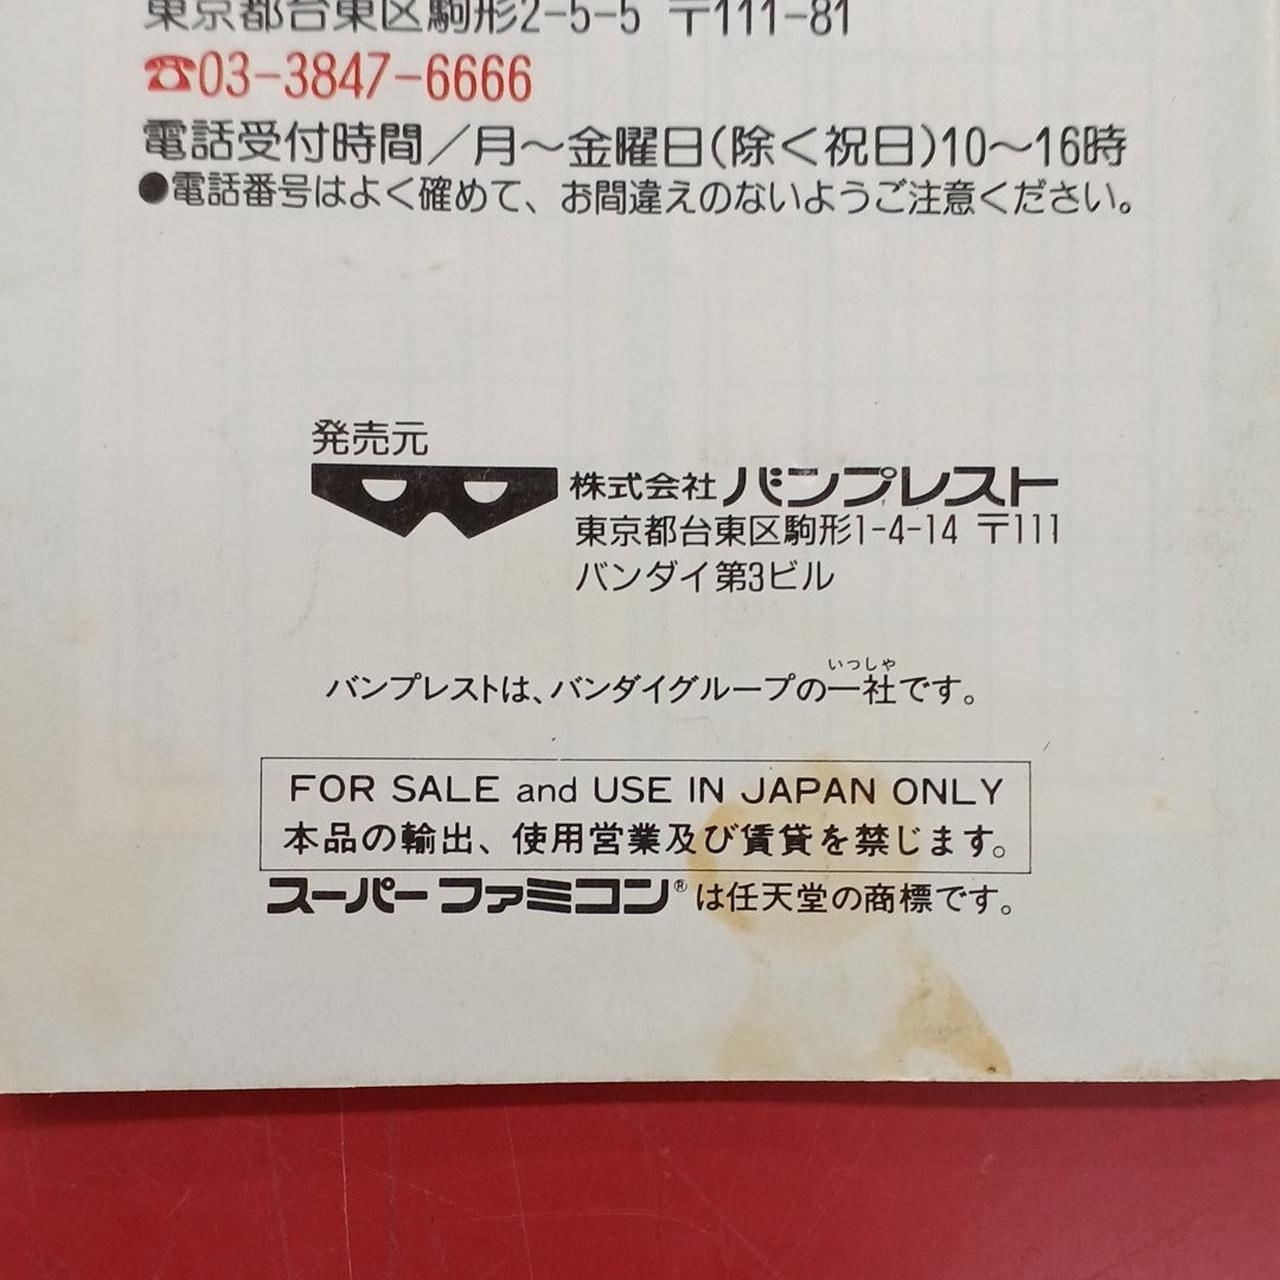 東京都台東区駒形2-5-5 〒111-81
☎03-3847-6666
電話受付時間/月〜金曜日(除く祝日)10〜16時
●電話番号はよく確めて、お間違えのないようご注意ください。
発売元
株式会社バンプレスト
東京都台東区駒形1-4-14 〒111
バンダイ第3ビル
いっしゃ
バンプレストは、バンダイグループの一社です。
FOR SALE and USE IN JAPAN ONLY
本品の輸出、使用営業及び賃貸を禁じます。
スーパーファミコン®は任天堂の商標です。